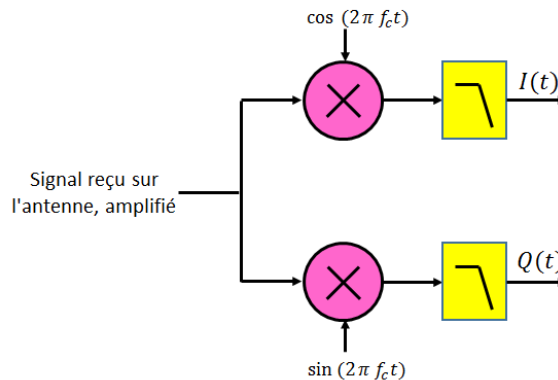 cos (2π f_c t)
I(t)
Signal reçu sur
l'antenne, amplifié
Q(t)
sin (2π f_c t)